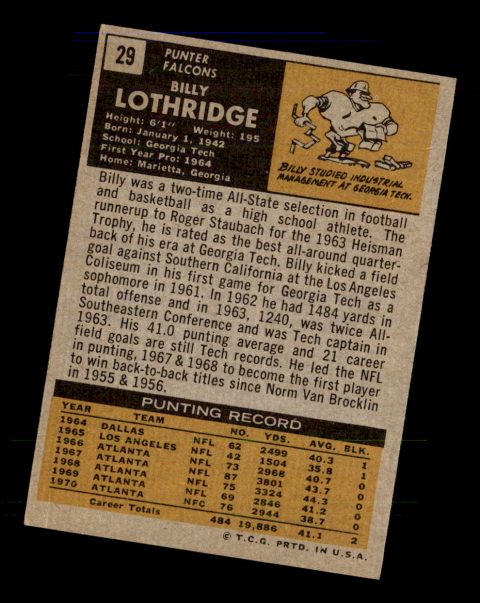 29
PUNTER
FALCONS
BILLY
LOTHRIDGE
Height: 6'1" Weight: 195
Born: January 1, 1942
School: Georgia Tech
First Year Pro: 1964
Home: Marietta, Georgia
BILLY STUDIED INDUSTRIAL
MANAGEMENT AT GEORGIA TECH.
Billy was a two-time All-State selection in football
and basketball as a high school athlete. The
runnerup to Roger Staubach for the 1963 Heisman
Trophy, he is rated as the best all-around quarter-
back of his era at Georgia Tech. Billy kicked a field
goal against Southern California at the Los Angeles
Coliseum in his first game for Georgia Tech as a
sophomore in 1961. In 1962 he had 1484 yards in
total offense and in 1963, 1240, was twice All-
Southeastern Conference and was Tech captain in
1963. His 41.0 punting average and 21 career
field goals are still Tech records. He led the NFL
in punting, 1967 & 1968 to become the first player
to win back-to-back titles since Norm Van Brocklin
in 1955 & 1956.
PUNTING RECORD
YEAR TEAM NO. YDS. AVG. BLK.
1964 DALLAS NFL 62 2499 40.3 1
1965 LOS ANGELES NFL 42 1504 35.8 1
1966 ATLANTA NFL 73 2968 40.7 0
1967 ATLANTA NFL 87 3801 43.7 0
1968 ATLANTA NFL 75 3324 44.3 0
1969 ATLANTA NFL 69 2846 41.2 0
1970 ATLANTA NFC 76 2944 38.7 0
Career Totals 484 19,886 41.1 2
© T.C.G. PRTD. IN U.S.A.